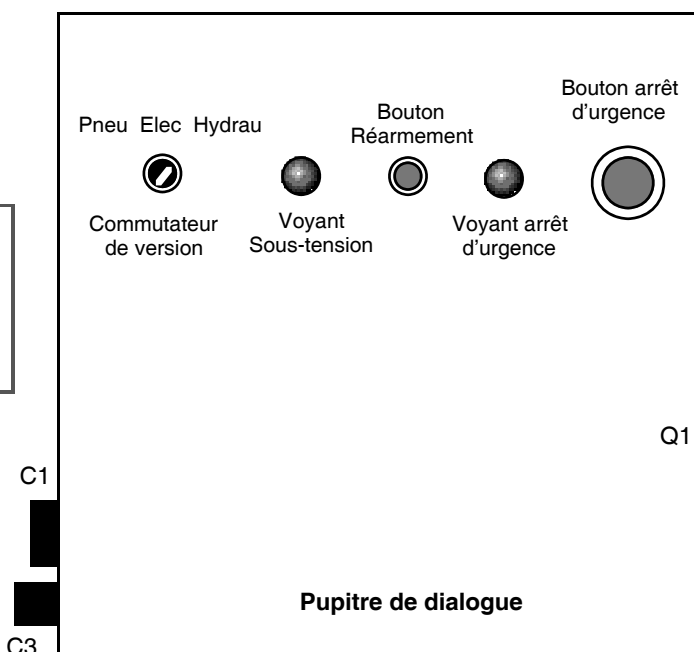 Bouton arrêt
d'urgence
Bouton
Réarmement
Pneu Elec Hydrau
Commutateur
de version
Voyant
Sous-tension
Voyant arrêt
d'urgence
Q1
C1
Pupitre de dialogue
C3